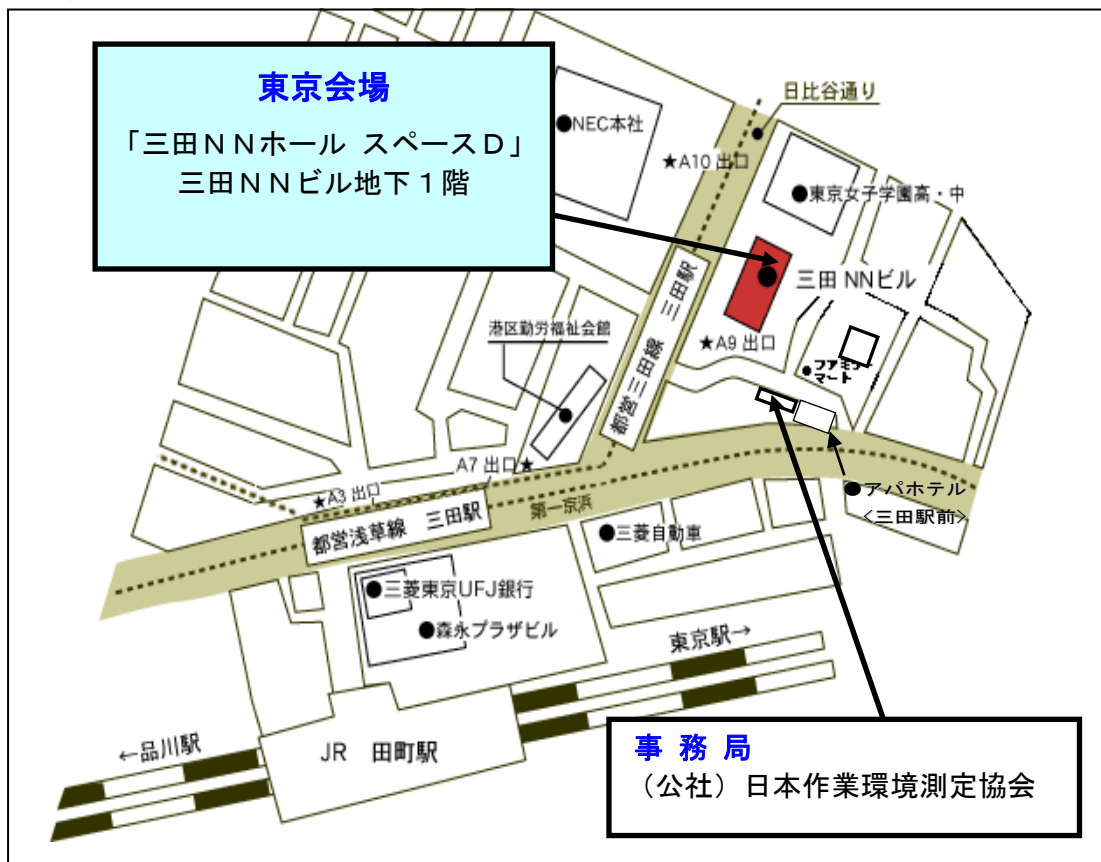 東京会場
「三田ＮＮホール スペースＤ」
三田ＮＮビル地下１階
日比谷通り
●NEC本社
★A10 出口
●東京女子学園高・中
都営三田線 三田駅
三田 NNビル
港区勤労福祉会館
★A9 出口
ファミリーマート
A7 出口★
★A3 出口
都営浅草線 三田駅
第一京浜
●アパホテル
<三田駅前>
●三菱自動車
●三菱東京UFJ銀行
●森永プラザビル
東京駅→
←品川駅
JR 田町駅
事 務 局
（公社）日本作業環境測定協会